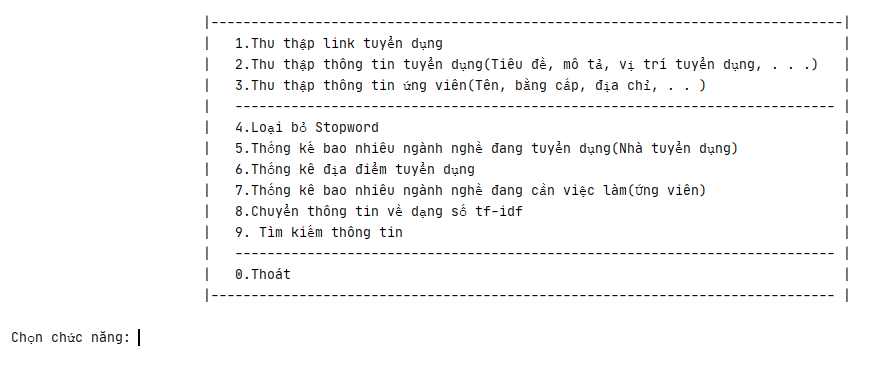 |-------------------------------------------------------------------------------|
| 1.Thu thập link tuyển dụng |
| 2.Thu thập thông tin tuyển dụng(Tiêu đề, mô tả, vị trí tuyển dụng, . . .) |
| 3.Thu thập thông tin ứng viên(Tên, bằng cấp, địa chỉ, . . ) |
| --------------------------------------------------------------------------- |
| 4.Loại bỏ Stopword |
| 5.Thống kế bao nhiêu ngành nghề đang tuyển dụng(Nhà tuyển dụng) |
| 6.Thống kê địa điểm tuyển dụng |
| 7.Thống kê bao nhiêu ngành nghề đang cần việc làm(Ứng viên) |
| 8.Chuyển thông tin về dạng số tf-idf |
| 9. Tìm kiếm thông tin |
| --------------------------------------------------------------------------- |
| 0.Thoát |
|------------------------------------------------------------------------------ |
Chọn chức năng: